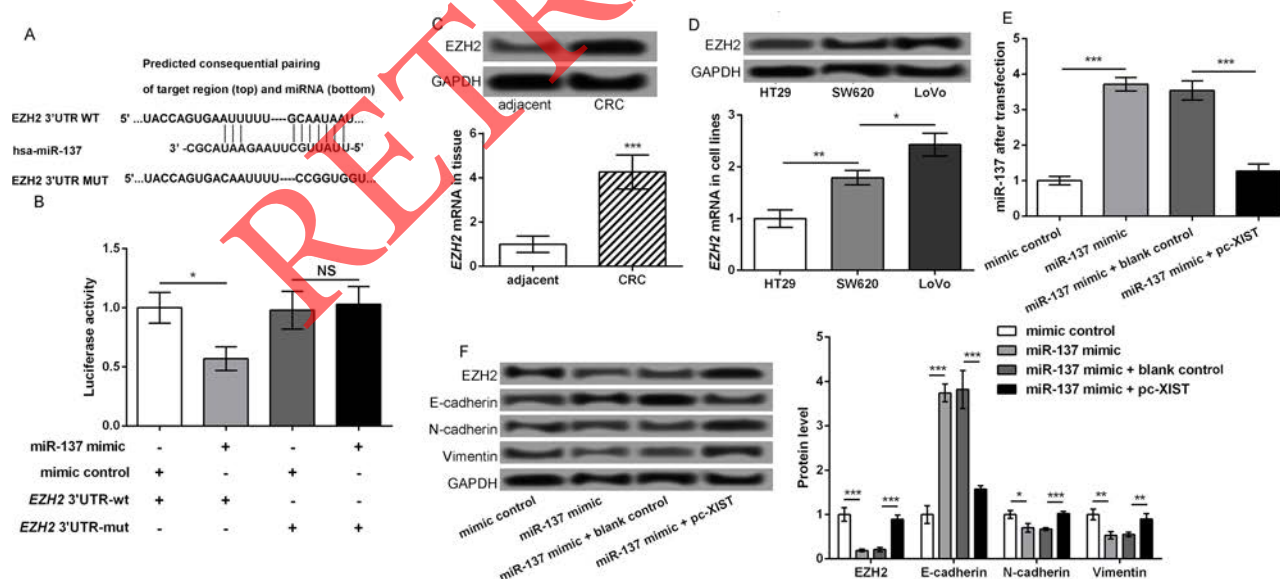 A
Predicted consequential pairing
of target region (top) and miRNA (bottom)
EZH2 3'UTR WT 5' ...UACCAGUGAAUUUUU----GCAAUAAU...
hsa-miR-137 3' -CGCAUAAGAAUUCGUUAUU-5'
EZH2 3'UTR MUT ...UACCAGUGACAAUUUU----CCGGUGGU...
B
Luciferase activity
1.5
1.0
0.5
0.0
*
NS
miR-137 mimic - + - +
mimic control + - + -
EZH2 3'UTR-wt + + - -
EZH2 3'UTR-mut - - + +
C
EZH2
GAPDH
adjacent CRC
EZH2 mRNA in tissue
6
4
2
0
***
adjacent CRC
D
EZH2
GAPDH
HT29 SW620 LoVo
EZH2 mRNA in cell lines
3
2
1
0
**
*
HT29 SW620 LoVo
E
miR-137 after transfection
5
4
3
2
1
0
***
***
mimic control
miR-137 mimic
miR-137 mimic + blank control
miR-137 mimic + pc-XIST
F
EZH2
E-cadherin
N-cadherin
Vimentin
GAPDH
mimic control
miR-137 mimic
miR-137 mimic + blank control
miR-137 mimic + pc-XIST
mimic control
miR-137 mimic
miR-137 mimic + blank control
miR-137 mimic + pc-XIST
Protein level
5
4
2
1
0
*** ***
*** ***
* ***
** **
EZH2 E-cadherin N-cadherin Vimentin
RETR